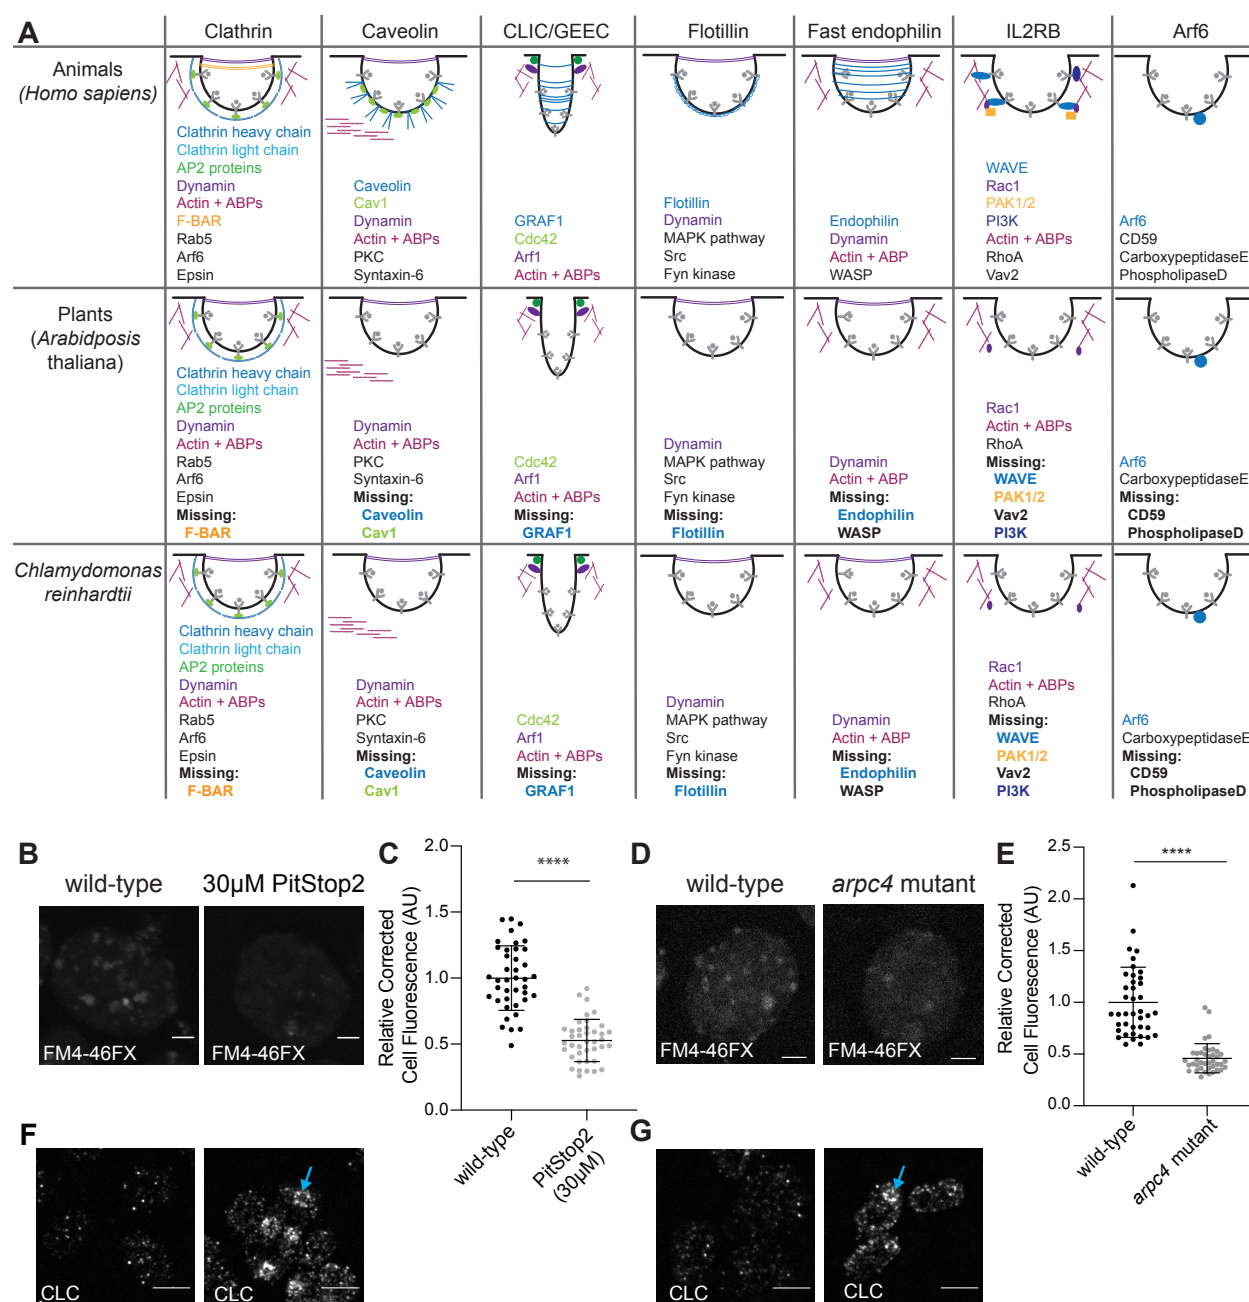 A
Clathrin
Caveolin
CLIC/GEEC
Flotillin
Fast endophilin
IL2RB
Arf6
Animals
(Homo sapiens)
Clathrin heavy chain
Clathrin light chain
AP2 proteins
Dynamin
Actin + ABPs
F-BAR
Rab5
Arf6
Epsin
Caveolin
Cav1
Dynamin
Actin + ABPs
PKC
Syntaxin-6
GRAF1
Cdc42
Arf1
Actin + ABPs
Flotillin
Dynamin
MAPK pathway
Src
Fyn kinase
Endophilin
Dynamin
Actin + ABP
WASP
WAVE
Rac1
PAK1/2
PI3K
Actin + ABPs
RhoA
Vav2
Arf6
CD59
CarboxypeptidaseE
PhospholipaseD
Plants
(Arabidposis
thaliana)
Clathrin heavy chain
Clathrin light chain
AP2 proteins
Dynamin
Actin + ABPs
Rab5
Arf6
Epsin
Missing:
F-BAR
Dynamin
Actin + ABPs
PKC
Syntaxin-6
Missing:
Caveolin
Cav1
Cdc42
Arf1
Actin + ABPs
Missing:
GRAF1
Dynamin
MAPK pathway
Src
Fyn kinase
Missing:
Flotillin
Dynamin
Actin + ABP
Missing:
Endophilin
WASP
Rac1
Actin + ABPs
RhoA
Missing:
WAVE
PAK1/2
Vav2
PI3K
Arf6
CarboxypeptidaseE
Missing:
CD59
PhospholipaseD
Chlamydomonas
reinhardtii
Clathrin heavy chain
Clathrin light chain
AP2 proteins
Dynamin
Actin + ABPs
Rab5
Arf6
Epsin
Missing:
F-BAR
Dynamin
Actin + ABPs
PKC
Syntaxin-6
Missing:
Caveolin
Cav1
Cdc42
Arf1
Actin + ABPs
Missing:
GRAF1
Dynamin
MAPK pathway
Src
Fyn kinase
Missing:
Flotillin
Dynamin
Actin + ABP
Missing:
Endophilin
WASP
Rac1
Actin + ABPs
RhoA
Missing:
WAVE
PAK1/2
Vav2
PI3K
Arf6
CarboxypeptidaseE
Missing:
CD59
PhospholipaseD
B
wild-type
30µM PitStop2
FM4-46FX
FM4-46FX
C
Relative Corrected
Cell Fluorescence (AU)
2.0
1.5
1.0
0.5
0.0
****
wild-type
PitStop2
(30µM)
D
wild-type
arpc4 mutant
FM4-46FX
FM4-46FX
E
Relative Corrected
Cell Fluorescence (AU)
2.5
2.0
1.5
1.0
0.5
0.0
****
wild-type
arpc4 mutant
F
CLC
CLC
G
CLC
CLC